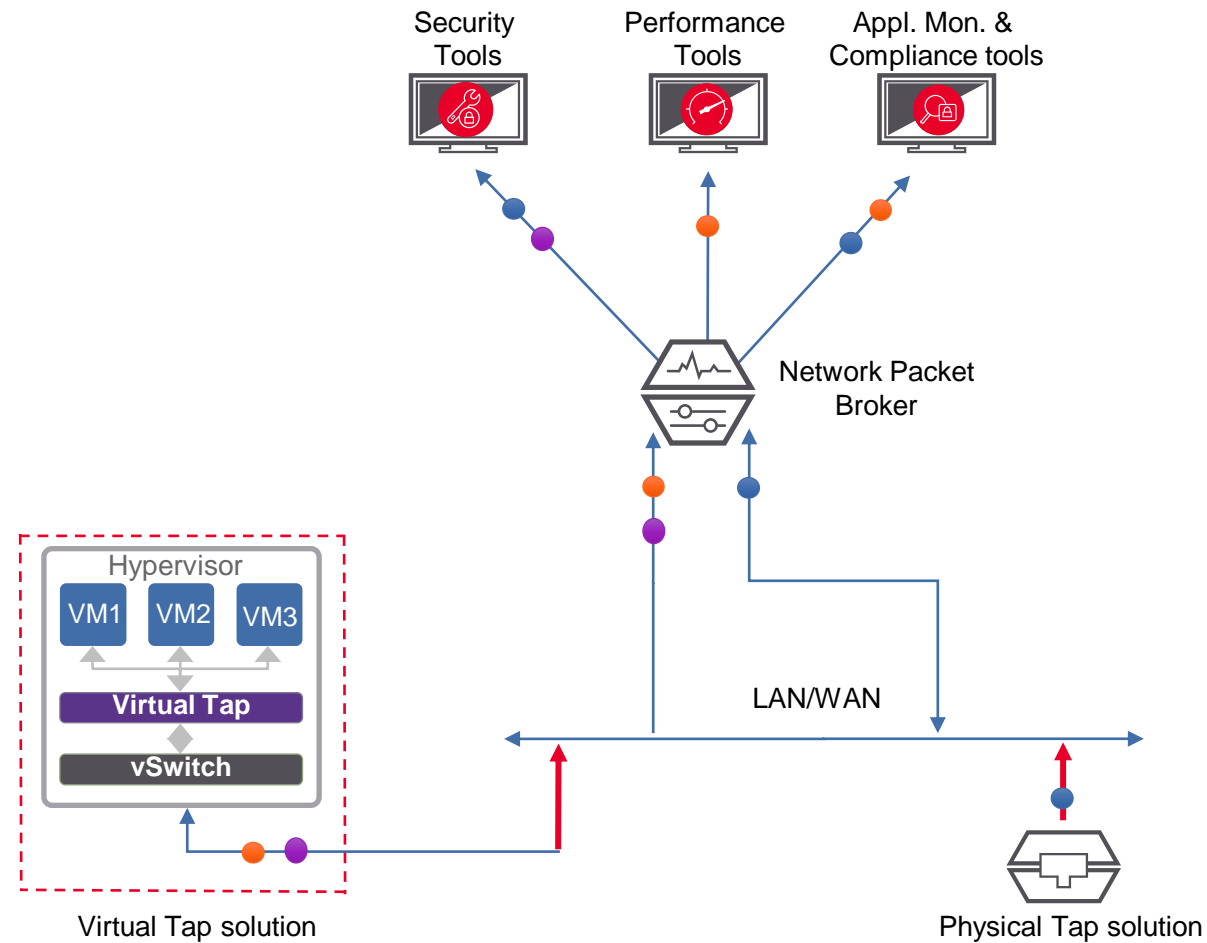 Security
Tools
Performance
Tools
Appl. Mon. &
Compliance tools
Network Packet
Broker
Hypervisor
VM1
VM2
VM3
Virtual Tap
vSwitch
LAN/WAN
Virtual Tap solution
Physical Tap solution